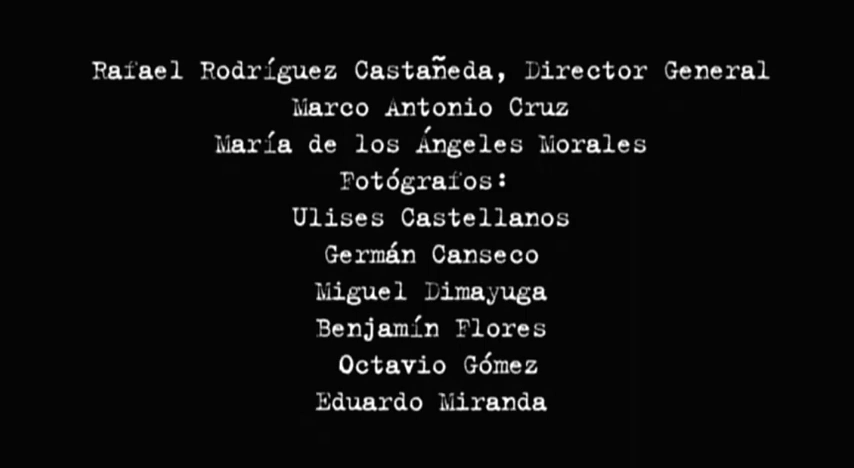 Rafael Rodríguez Castañeda, Director General
Marco Antonio Cruz
María de los Ángeles Morales
Fotógrafos:
Ulises Castellanos
Germán Canseco
Miguel Dimayuga
Benjamín Flores
Octavio Gómez
Eduardo Miranda